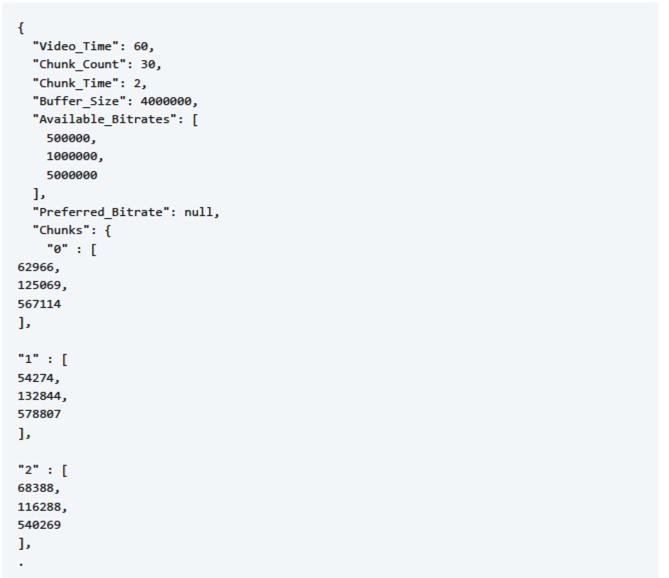 {
"Video_Time": 60,
"Chunk_Count": 30,
"Chunk_Time": 2,
"Buffer_Size": 4000000,
"Available_Bitrates": [
500000,
1000000,
5000000
],
"Preferred_Bitrate": null,
"Chunks": {
"0" : [
62966,
125069,
567114
],
"1" : [
54274,
132844,
578807
],
"2" : [
68388,
116288,
540269
],
.